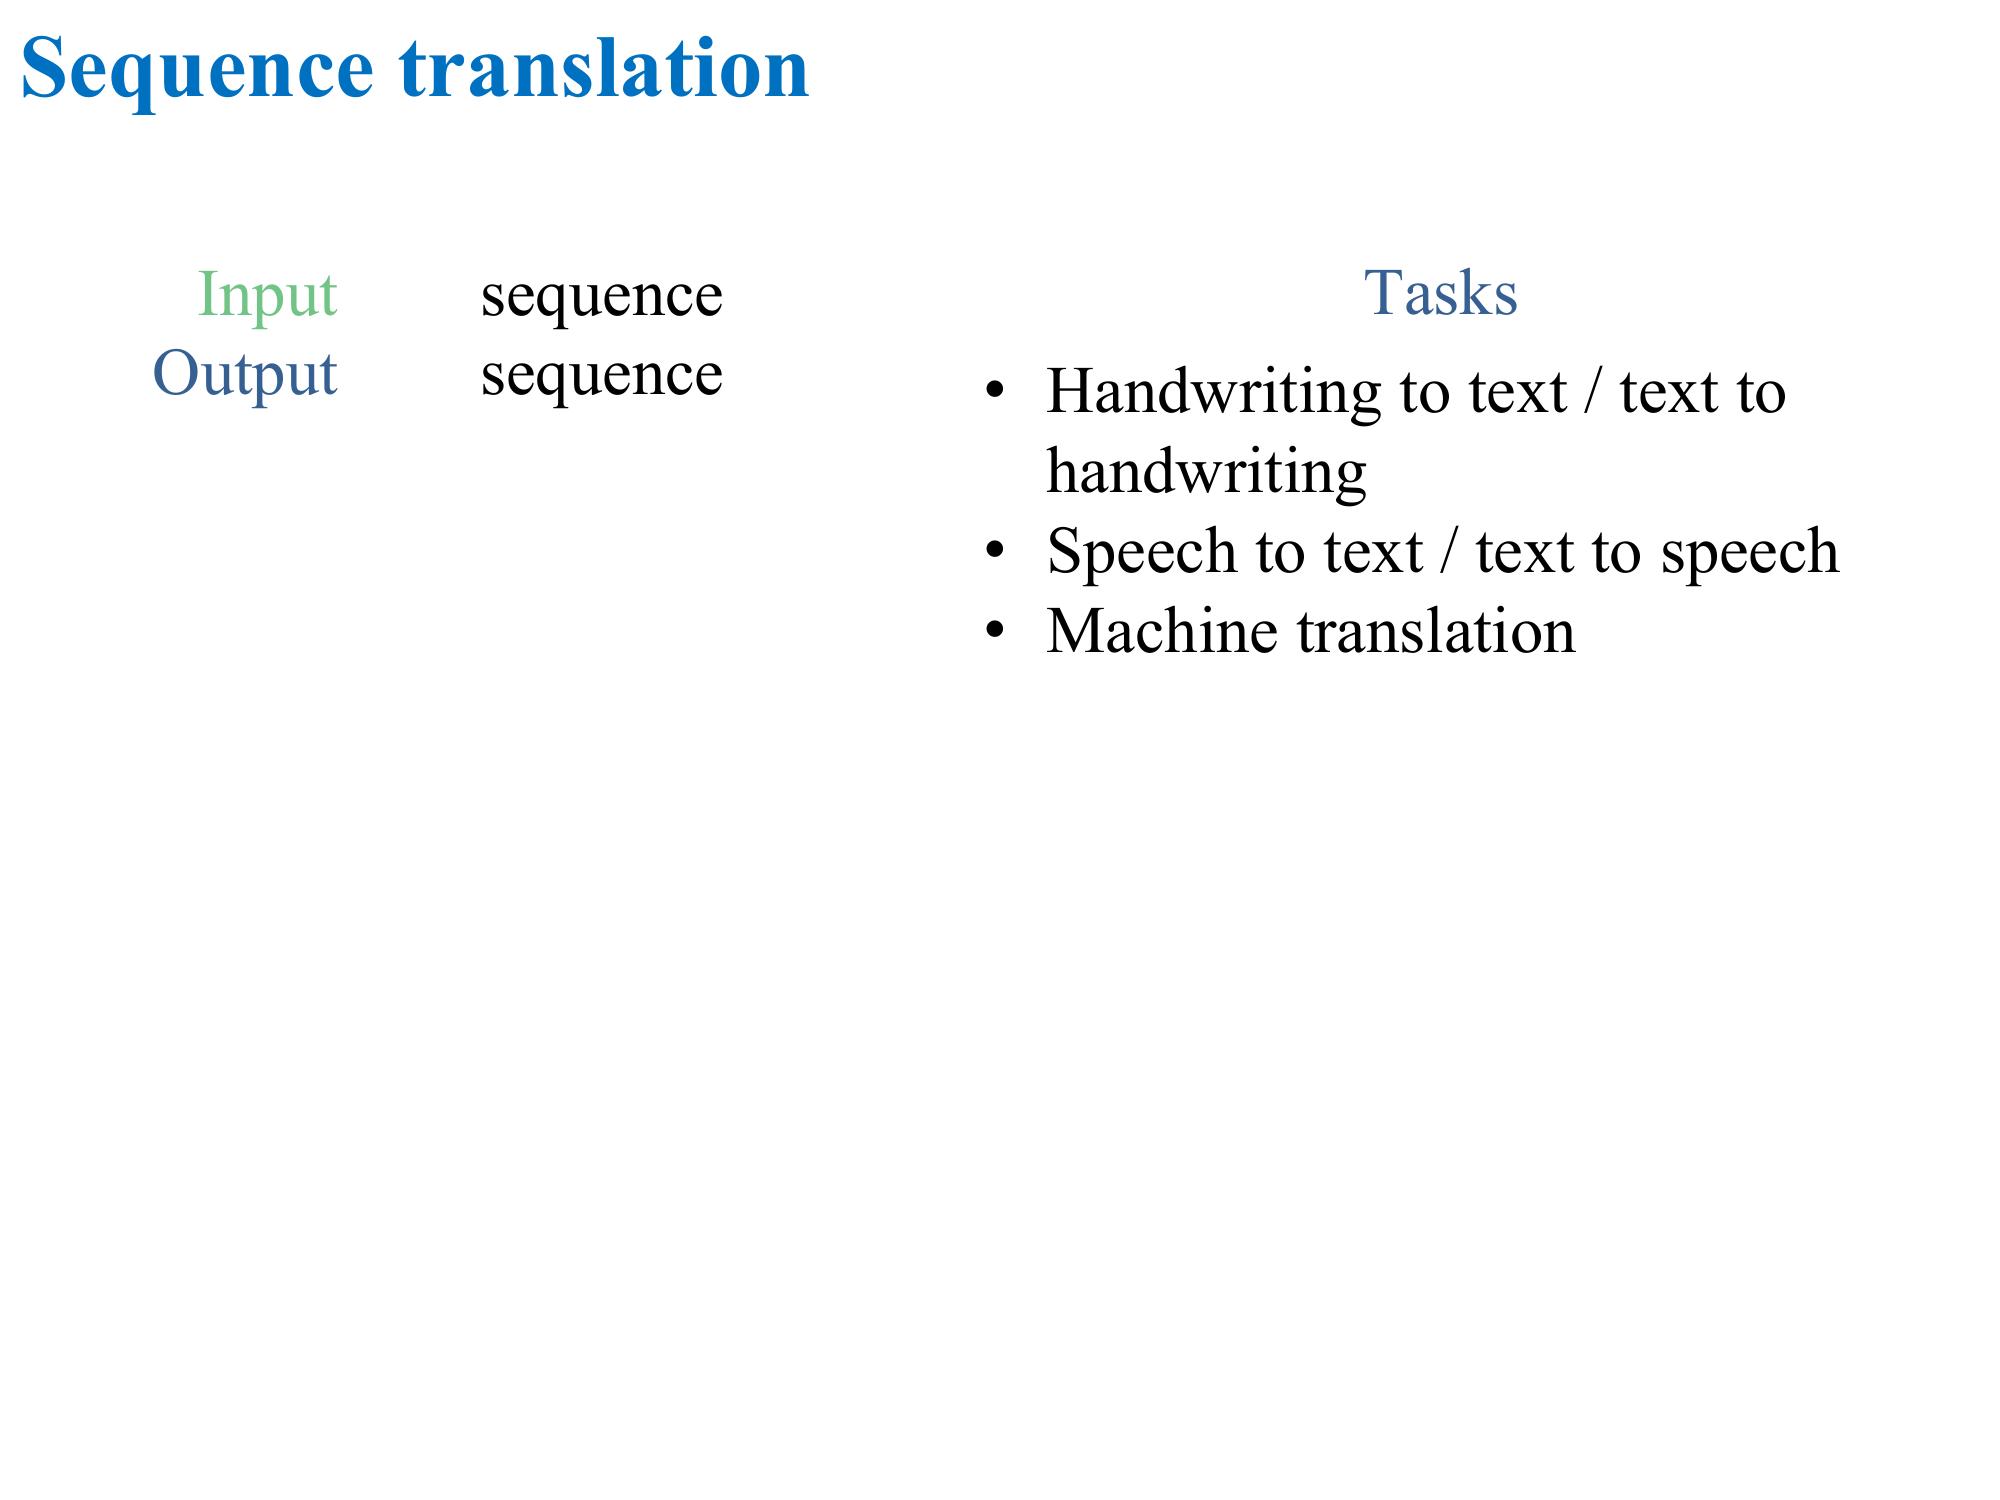 Sequence translation
Input sequence
Output sequence
Tasks
• Handwriting to text / text to
handwriting
• Speech to text / text to speech
• Machine translation